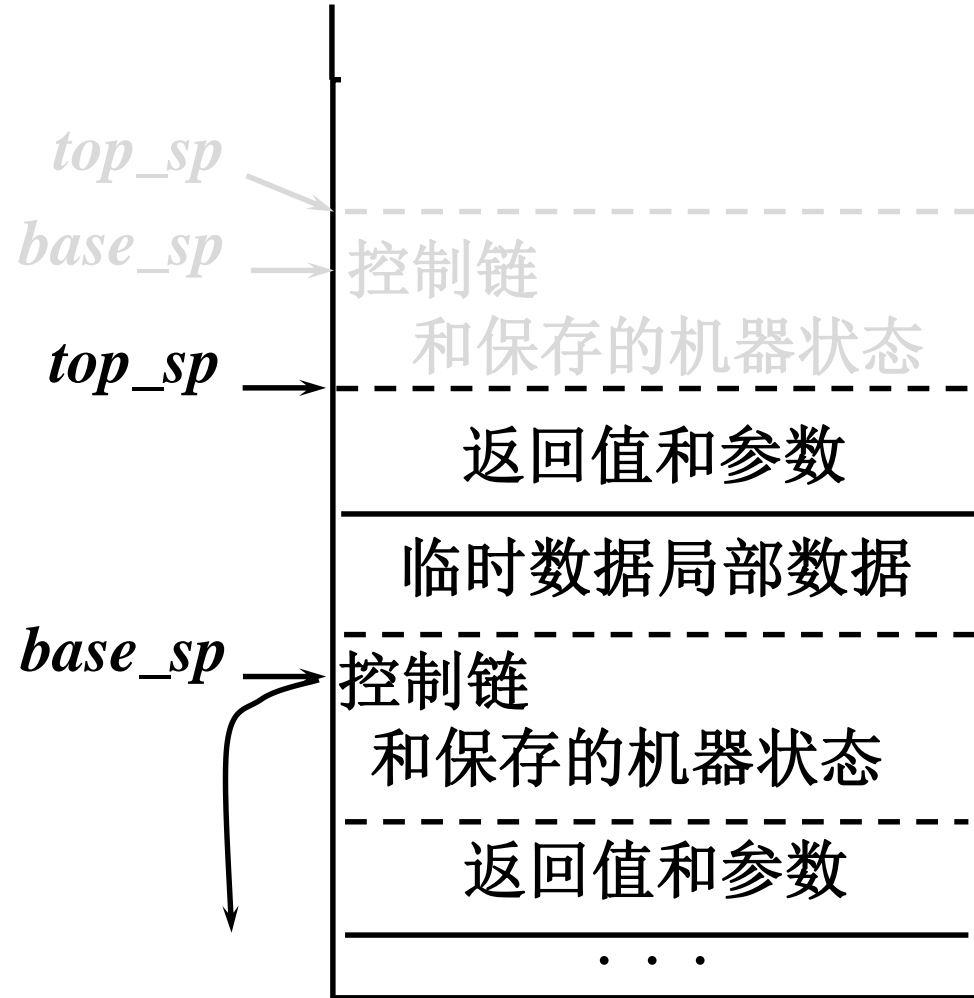 top_sp
base_sp
控制链
和保存的机器状态
top_sp
返回值和参数
临时数据局部数据
base_sp
控制链
和保存的机器状态
返回值和参数
. . .